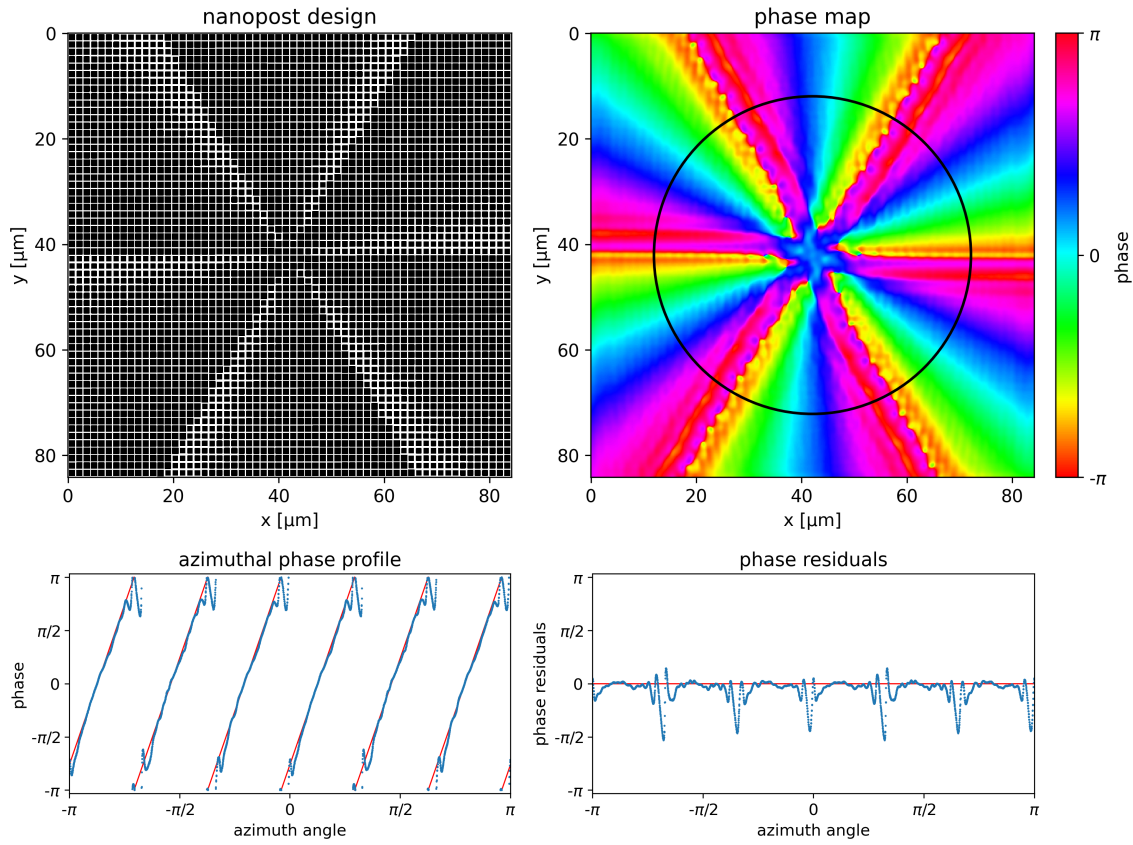 nanopost design
phase map
0
20
40
60
80
y [µm]
0 20 40 60 80
x [µm]
0
20
40
60
80
y [µm]
0 20 40 60 80
x [µm]
π
0
-π
phase
azimuthal phase profile
phase residuals
π
π/2
0
-π/2
-π
phase
-π -π/2 0 π/2 π
azimuth angle
π
π/2
0
-π/2
-π
phase residuals
-π -π/2 0 π/2 π
azimuth angle